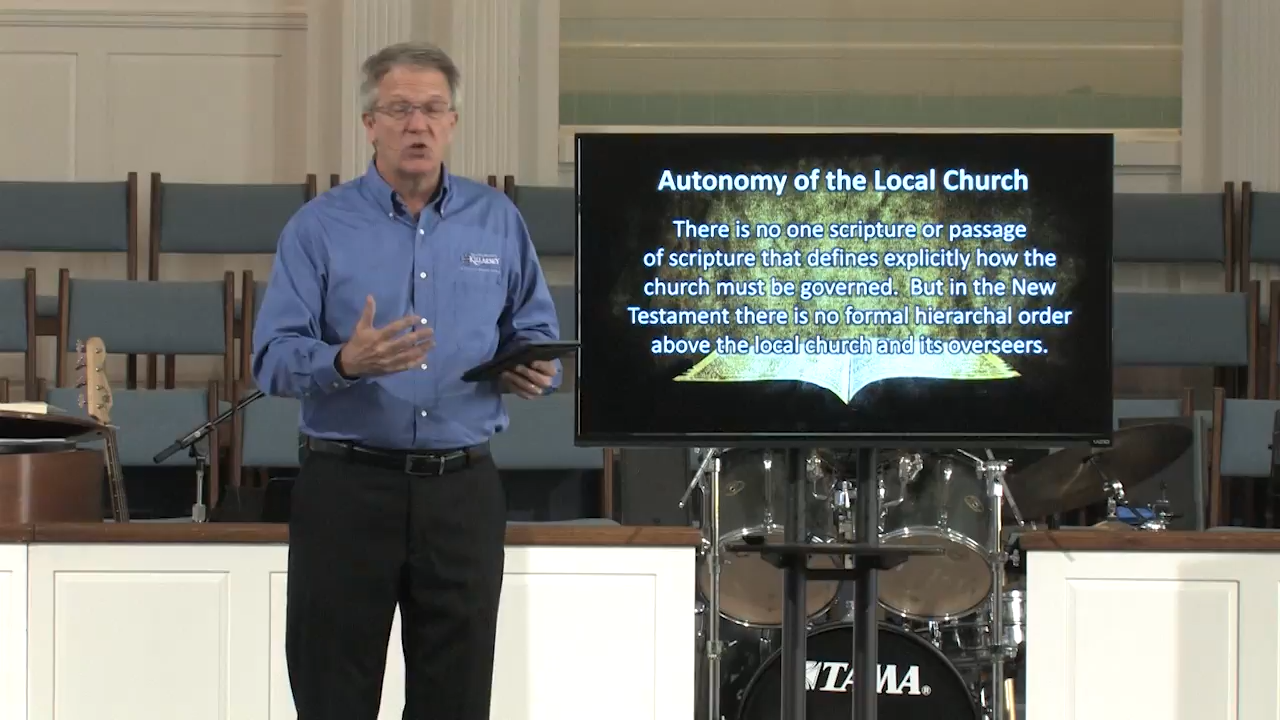 Autonomy of the Local Church
There is no one scripture or passage
of scripture that defines explicitly how the
church must be governed.  But in the New
Testament there is no formal hierarchal order
above the local church and its overseers.
KILLARNEY
VIZIO
TAMA®